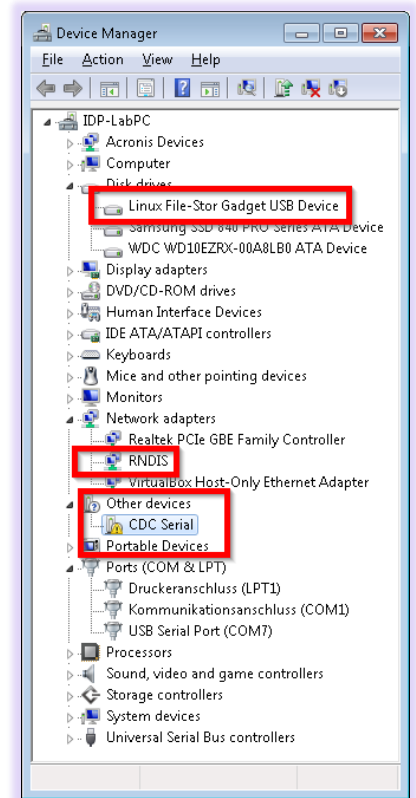 Device Manager
File Action View Help
IDP-LabPC
Acronis Devices
Computer
Disk drives
Linux File-Stor Gadget USB Device
Samsung SSD 840 PRO Series ATA Device
WDC WD10EZRX-00A8LB0 ATA Device
Display adapters
DVD/CD-ROM drives
Human Interface Devices
IDE ATA/ATAPI controllers
Keyboards
Mice and other pointing devices
Monitors
Network adapters
Realtek PCIe GBE Family Controller
RNDIS
VirtualBox Host-Only Ethernet Adapter
Other devices
CDC Serial
Portable Devices
Ports (COM & LPT)
Druckeranschluss (LPT1)
Kommunikationsanschluss (COM1)
USB Serial Port (COM7)
Processors
Sound, video and game controllers
Storage controllers
System devices
Universal Serial Bus controllers